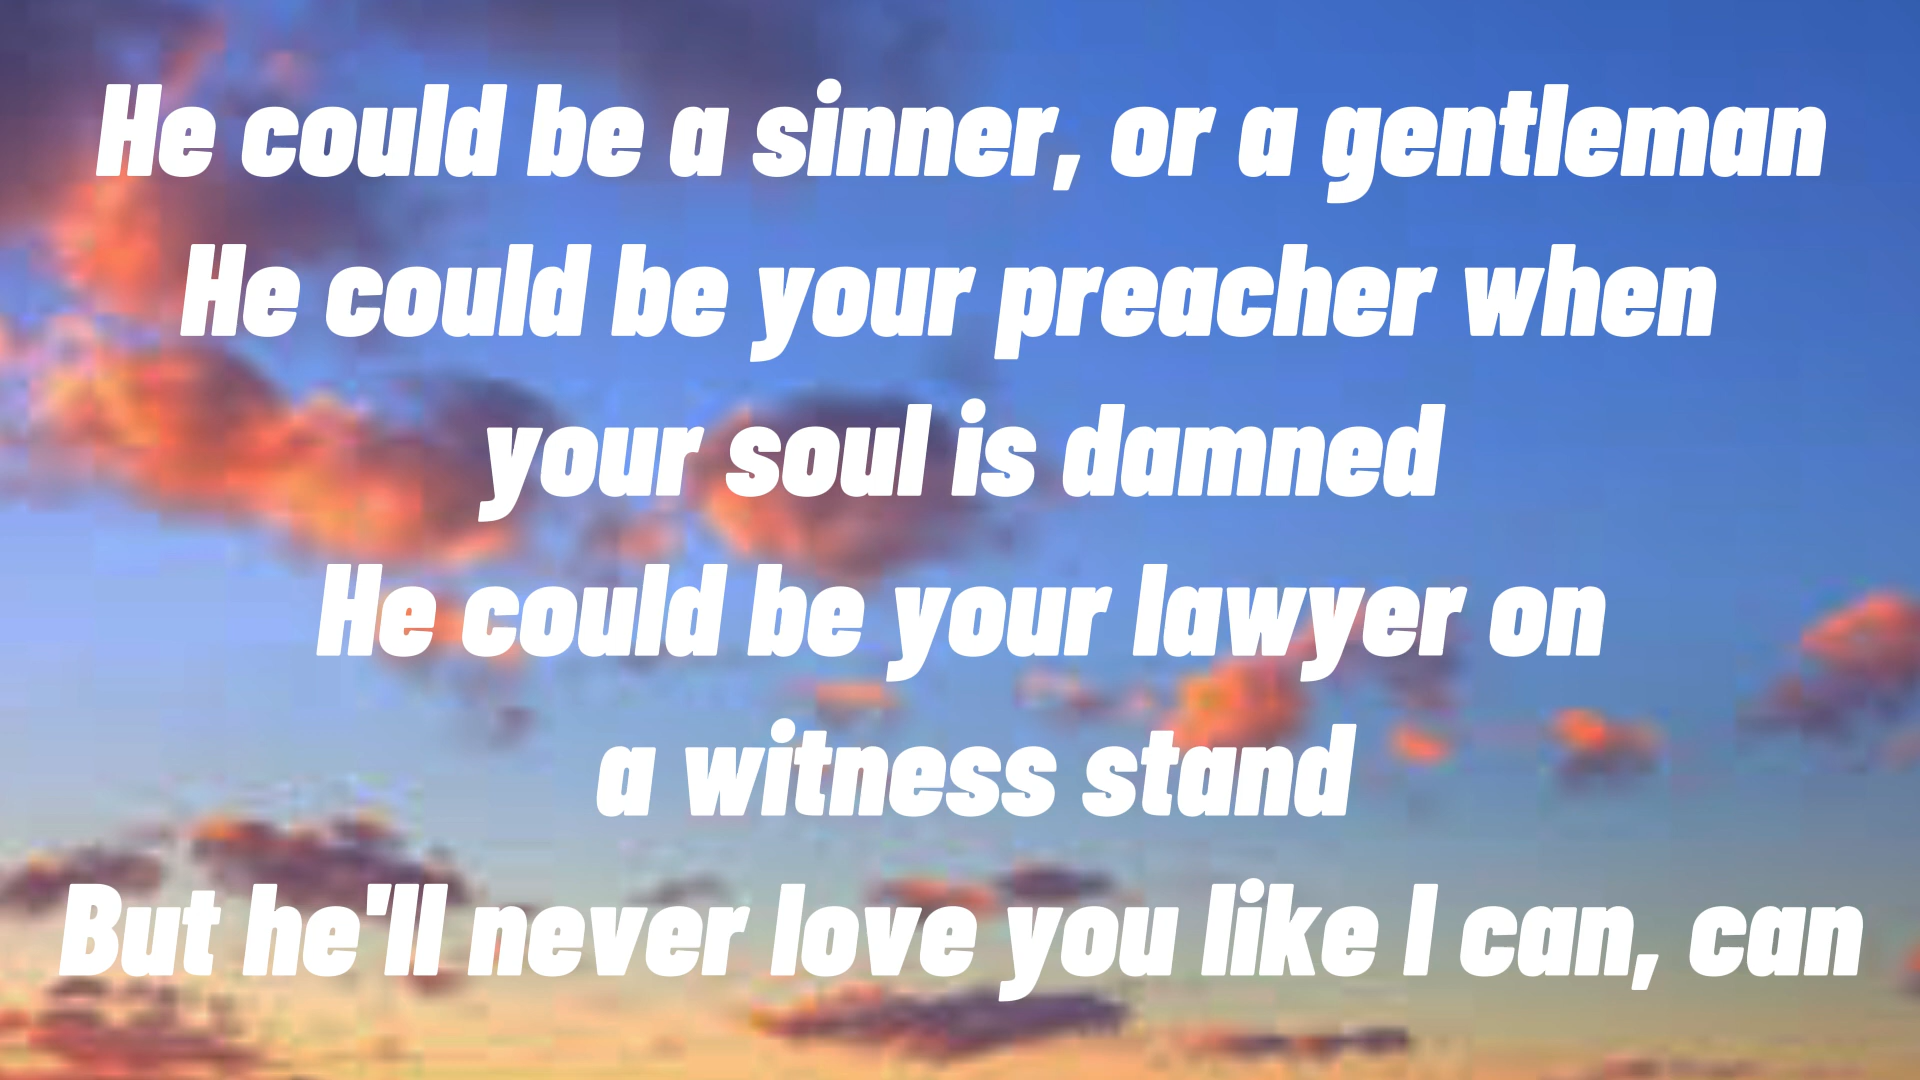 He could be a sinner, or a gentleman
He could be your preacher when
your soul is damned
He could be your lawyer on
a witness stand
But he'll never love you like I can, can